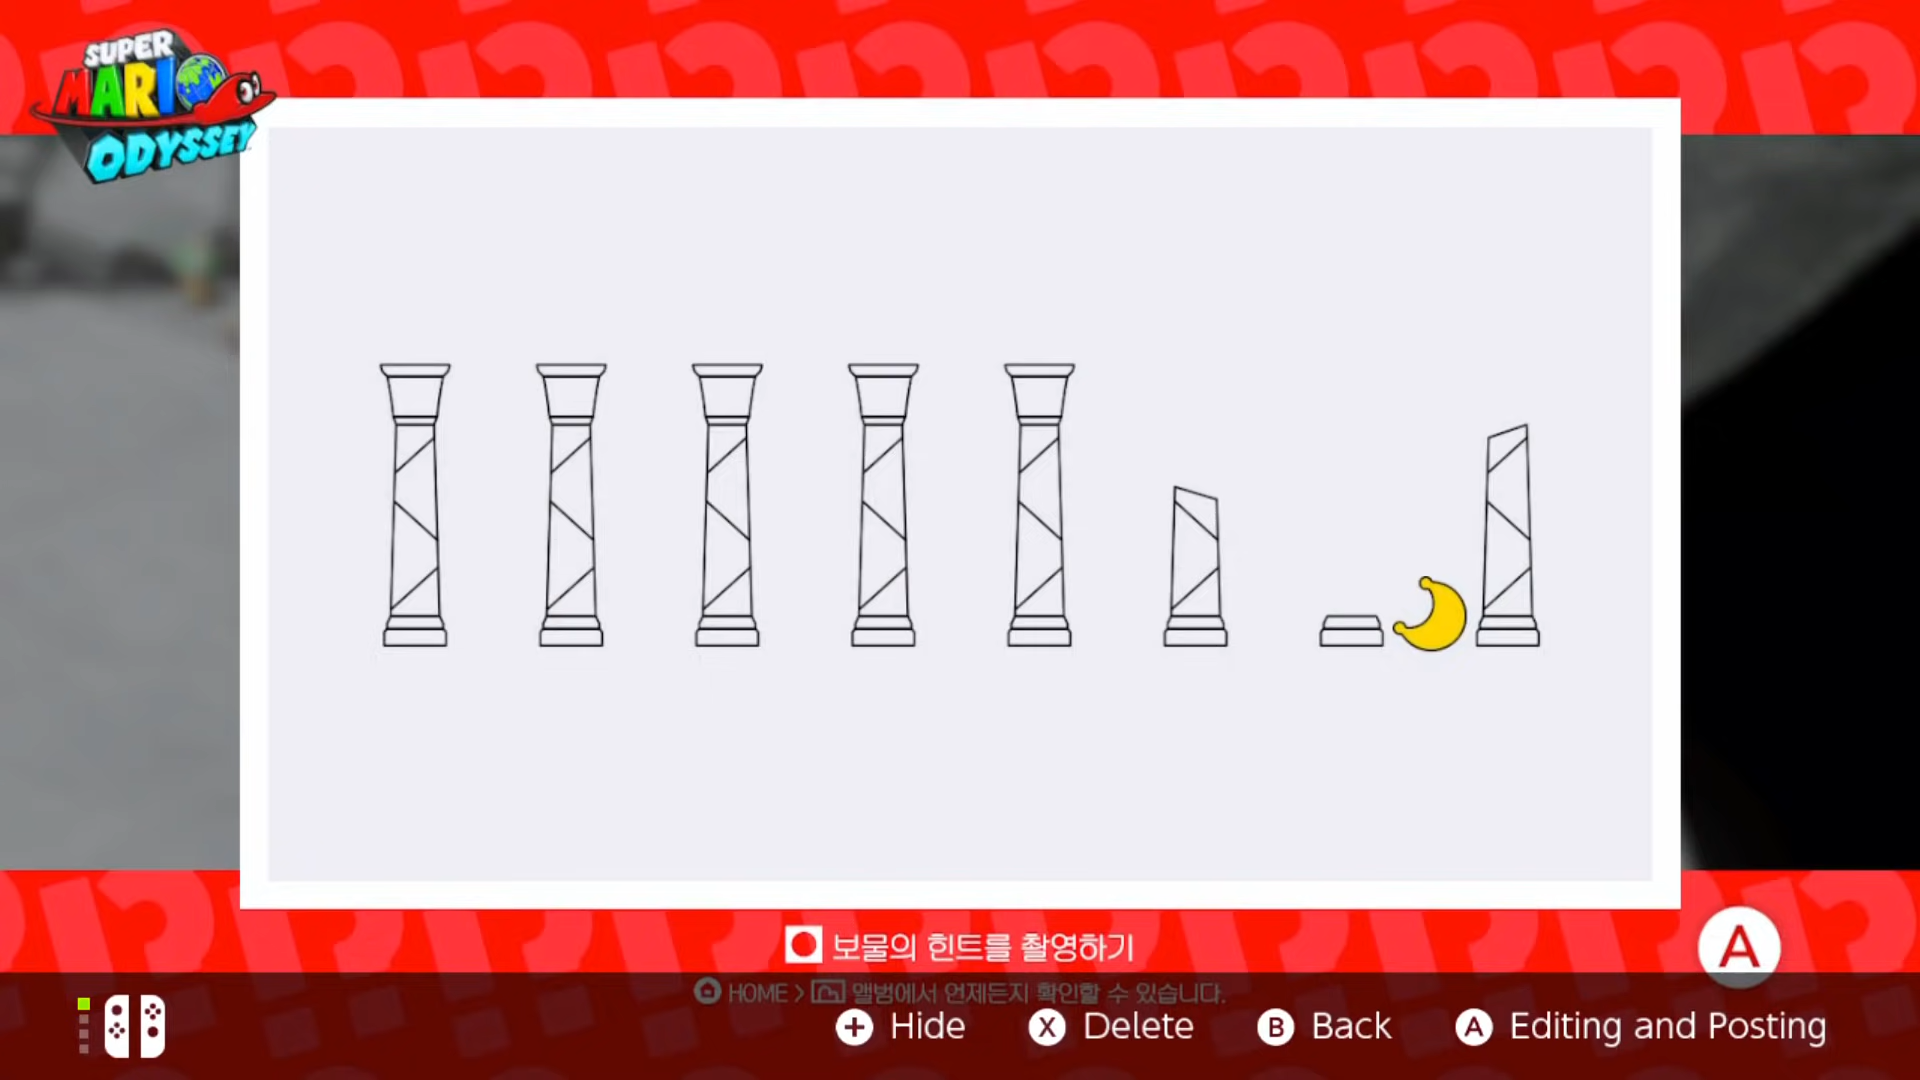 SUPER
MARIO
ODYSSEY
보물의 힌트를 촬영하기
A
HOME > 앨범에서 언제든지 확인할 수 있습니다.
+ Hide X Delete B Back A Editing and Posting